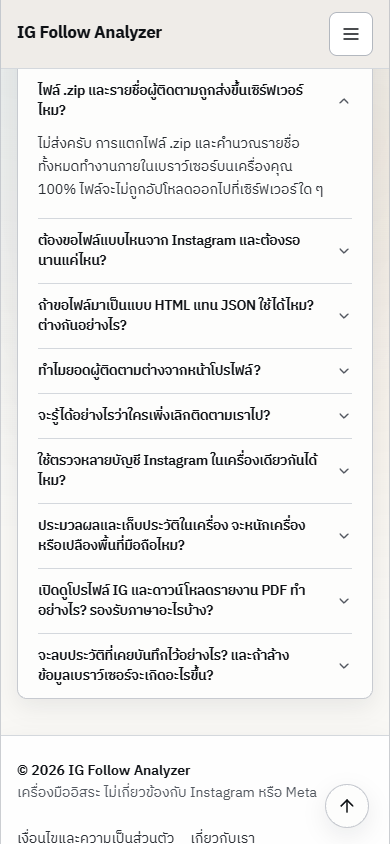 IG Follow Analyzer
ไฟล์ .zip และรายชื่อผู้ติดตามถูกส่งขึ้นเซิร์ฟเวอร์
ไหม?
ไม่ส่งครับ การแตกไฟล์ .zip และคำนวณรายชื่อ
ทั้งหมดทำงานภายในเบราว์เซอร์บนเครื่องคุณ
100% ไฟล์จะไม่ถูกอัปโหลดออกไปที่เซิร์ฟเวอร์ใด ๆ
ต้องขอไฟล์แบบไหนจาก Instagram และต้องรอ
นานแค่ไหน?
ถ้าขอไฟล์มาเป็นแบบ HTML แทน JSON ใช้ได้ไหม?
ต่างกันอย่างไร?
ทำไมยอดผู้ติดตามต่างจากหน้าโปรไฟล์?
จะรู้ได้อย่างไรว่าใครเพิ่งเลิกติดตามเราไป?
ใช้ตรวจหลายบัญชี Instagram ในเครื่องเดียวกันได้
ไหม?
ประมวลผลและเก็บประวัติในเครื่อง จะหนักเครื่อง
หรือเปลืองพื้นที่มือถือไหม?
เปิดดูโปรไฟล์ IG และดาวน์โหลดรายงาน PDF ทำ
อย่างไร? รองรับภาษาอะไรบ้าง?
จะลบประวัติที่เคยบันทึกไว้อย่างไร? และถ้าล้าง
ข้อมูลเบราว์เซอร์จะเกิดอะไรขึ้น?
© 2026 IG Follow Analyzer
เครื่องมืออิสระ ไม่เกี่ยวข้องกับ Instagram หรือ Meta
เงื่อนไขและความเป็นส่วนตัว เกี่ยวกับเรา